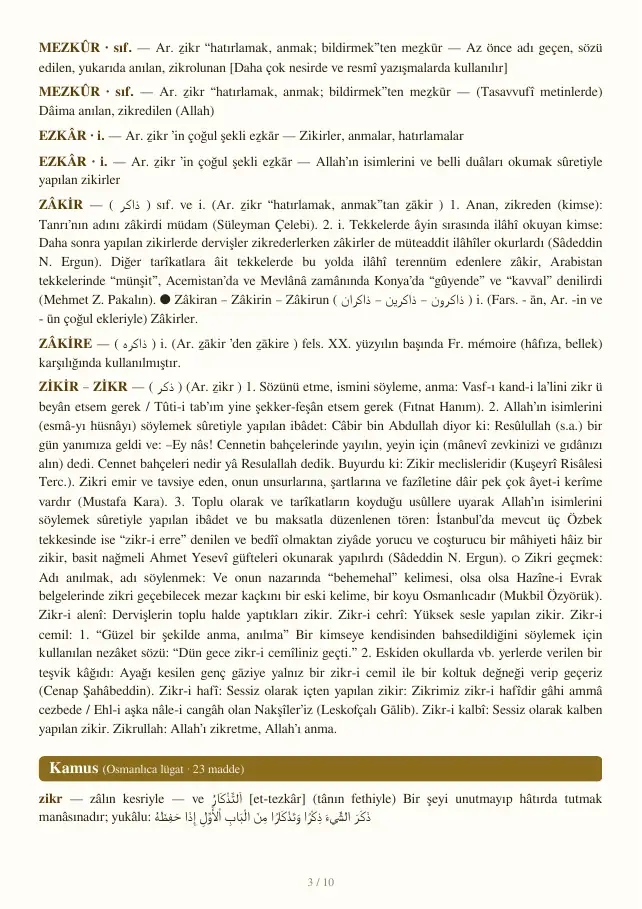 MEZKÛR · sıf. — Ar. ẕikr “hatırlamak, anmak; bildirmek”ten meẕkūr — Az önce adı geçen, sözü
edilen, yukarıda anılan, zikrolunan [Daha çok nesirde ve resmî yazışmalarda kullanılır]
MEZKÛR · sıf. — Ar. ẕikr “hatırlamak, anmak; bildirmek”ten meẕkūr — (Tasavvufî metinlerde)
Dâima anılan, zikredilen (Allah)
EZKÂR · i. — Ar. ẕikr ’in çoğul şekli eẕkār — Zikirler, anmalar, hatırlamalar
EZKÂR · i. — Ar. ẕikr ’in çoğul şekli eẕkār — Allah’ın isimlerini ve belli duâları okumak sûretiyle
yapılan zikirler
ZÂKİR — ( ذاكر ) sıf. ve i. (Ar. ẕikr “hatırlamak, anmak”tan ẕākir ) 1. Anan, zikreden (kimse):
Tanrı’nın adını zâkirdi müdam (Süleyman Çelebi). 2. i. Tekkelerde âyin sırasında ilâhî okuyan kimse:
Daha sonra yapılan zikirlerde dervişler zikrederlerken zâkirler de müteaddit ilâhîler okurlardı (Sâdeddin
N. Ergun). Diğer tarîkatlara âit tekkelerde bu yolda ilâhî terennüm edenlere zâkir, Arabistan
tekkelerinde “münşit”, Acemistan’da ve Mevlânâ zamânında Konya’da “gûyende” ve “kavval” denilirdi
(Mehmet Z. Pakalın). ● Zâkiran – Zâkirin – Zâkirun ( ذاكران – ذاكرين – ذاكرون ) i. (Fars. - ān, Ar. -in ve
- ün çoğul ekleriyle) Zâkirler.
ZÂKİRE — ( ذاكره ) i. (Ar. ẕākir ’den ẕākire ) fels. XX. yüzyılın başında Fr. mémoire (hâfıza, bellek)
karşılığında kullanılmıştır.
ZİKİR – ZİKR — ( ذكر ) (Ar. ẕikr ) 1. Sözünü etme, ismini söyleme, anma: Vasf-ı kand-i la’lini zikr ü
beyân etsem gerek / Tûti-i tab’ım yine şekker-feşân etsem gerek (Fıtnat Hanım). 2. Allah’ın isimlerini
(esmâ-yı hüsnâyı) söylemek sûretiyle yapılan ibâdet: Câbir bin Abdullah diyor ki: Resûlullah (s.a.) bir
gün yanımıza geldi ve: –Ey nâs! Cennetin bahçelerinde yayılın, yeyin için (mânevî zevkinizi ve gıdânızı
alın) dedi. Cennet bahçeleri nedir yâ Resulallah dedik. Buyurdu ki: Zikir meclisleridir (Kuşeyrî Risâlesi
Terc.). Zikri emir ve tavsiye eden, onun unsurlarına, şartlarına ve fazîletine dâir pek çok âyet-i kerîme
vardır (Mustafa Kara). 3. Toplu olarak ve tarîkatların koyduğu usûllere uyarak Allah’ın isimlerini
söylemek sûretiyle yapılan ibâdet ve bu maksatla düzenlenen tören: İstanbul’da mevcut üç Özbek
tekkesinde ise “zikr-i erre” denilen ve bedîî olmaktan ziyâde yorucu ve coşturucu bir mâhiyeti hâiz bir
zikir, basit nağmeli Ahmet Yesevî güfteleri okunarak yapılırdı (Sâdeddin N. Ergun). ○ Zikri geçmek:
Adı anılmak, adı söylenmek: Ve onun nazarında “behemehal” kelimesi, olsa olsa Hazîne-i Evrak
belgelerinde zikri geçebilecek mezar kaçkını bir eski kelime, bir koyu Osmanlıcadır (Mukbil Özyörük).
Zikr-i alenî: Dervişlerin toplu halde yaptıkları zikir. Zikr-i cehrî: Yüksek sesle yapılan zikir. Zikr-i
cemil: 1. “Güzel bir şekilde anma, anılma” Bir kimseye kendisinden bahsedildiğini söylemek için
kullanılan nezâket sözü: “Dün gece zikr-i cemîliniz geçti.” 2. Eskiden okullarda vb. yerlerde verilen bir
teşvik kâğıdı: Ayağı kesilen genç gāziye yalnız bir zikr-i cemil ile bir koltuk değneği verip geçeriz
(Cenap Şahâbeddin). Zikr-i hafî: Sessiz olarak içten yapılan zikir: Zikrimiz zikr-i hafîdir gâhi ammâ
cezbede / Ehl-i aşka nâle-i cangâh olan Nakşîler’iz (Leskofçalı Gālib). Zikr-i kalbî: Sessiz olarak kalben
yapılan zikir. Zikrullah: Allah’ı zikretme, Allah’ı anma.
Kamus (Osmanlıca lügat · 23 madde)
zikr — zâlın kesriyle — ve اَلتَّذْكَارُ [et-tezkâr] (tânın fethiyle) Bir şeyi unutmayıp hâtırda tutmak
manâsınadır; yukâlu: ذَكَرَ الشَّيْءَ ذِكْرًا وَتَذْكَارًا مِنَ الْبَابِ الْأَوَّلِ إِذَا حَفِظَهُ
3 / 10